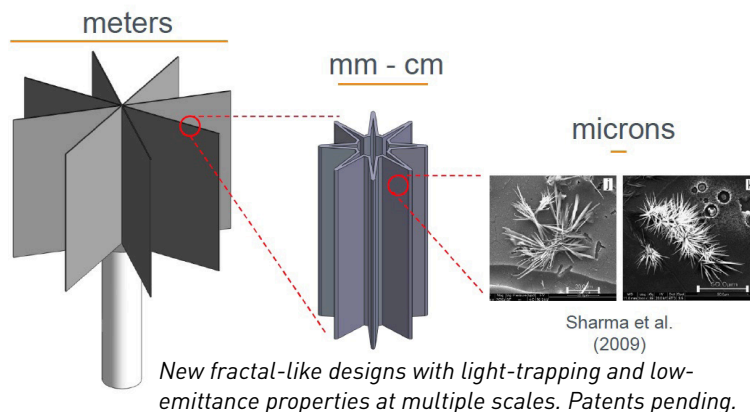 meters
mm - cm
microns
J
Sharma et al.
(2009)
New fractal-like designs with light-trapping and low-
emittance properties at multiple scales. Patents pending.